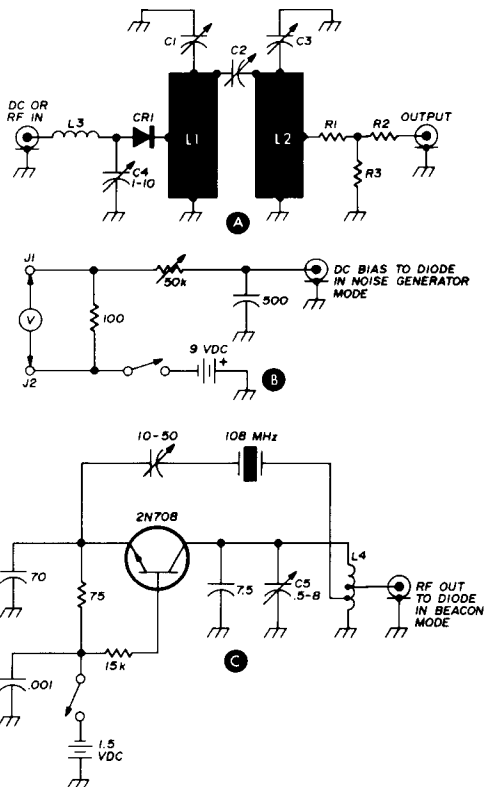 C1
C2
C3
DC OR
RF IN
L3
CR1
L1
L2
R1
R2
OUTPUT
C4
1-10
R3
A
J1
50k
DC BIAS TO DIODE
IN NOISE GENERATOR
MODE
V
100
500
J2
9 VDC
+
B
10-50
108 MHz
2N708
70
75
7.5
C5
.5-8
L4
RF OUT
TO DIODE
IN BEACON
MODE
15k
C
.001
1.5
VDC